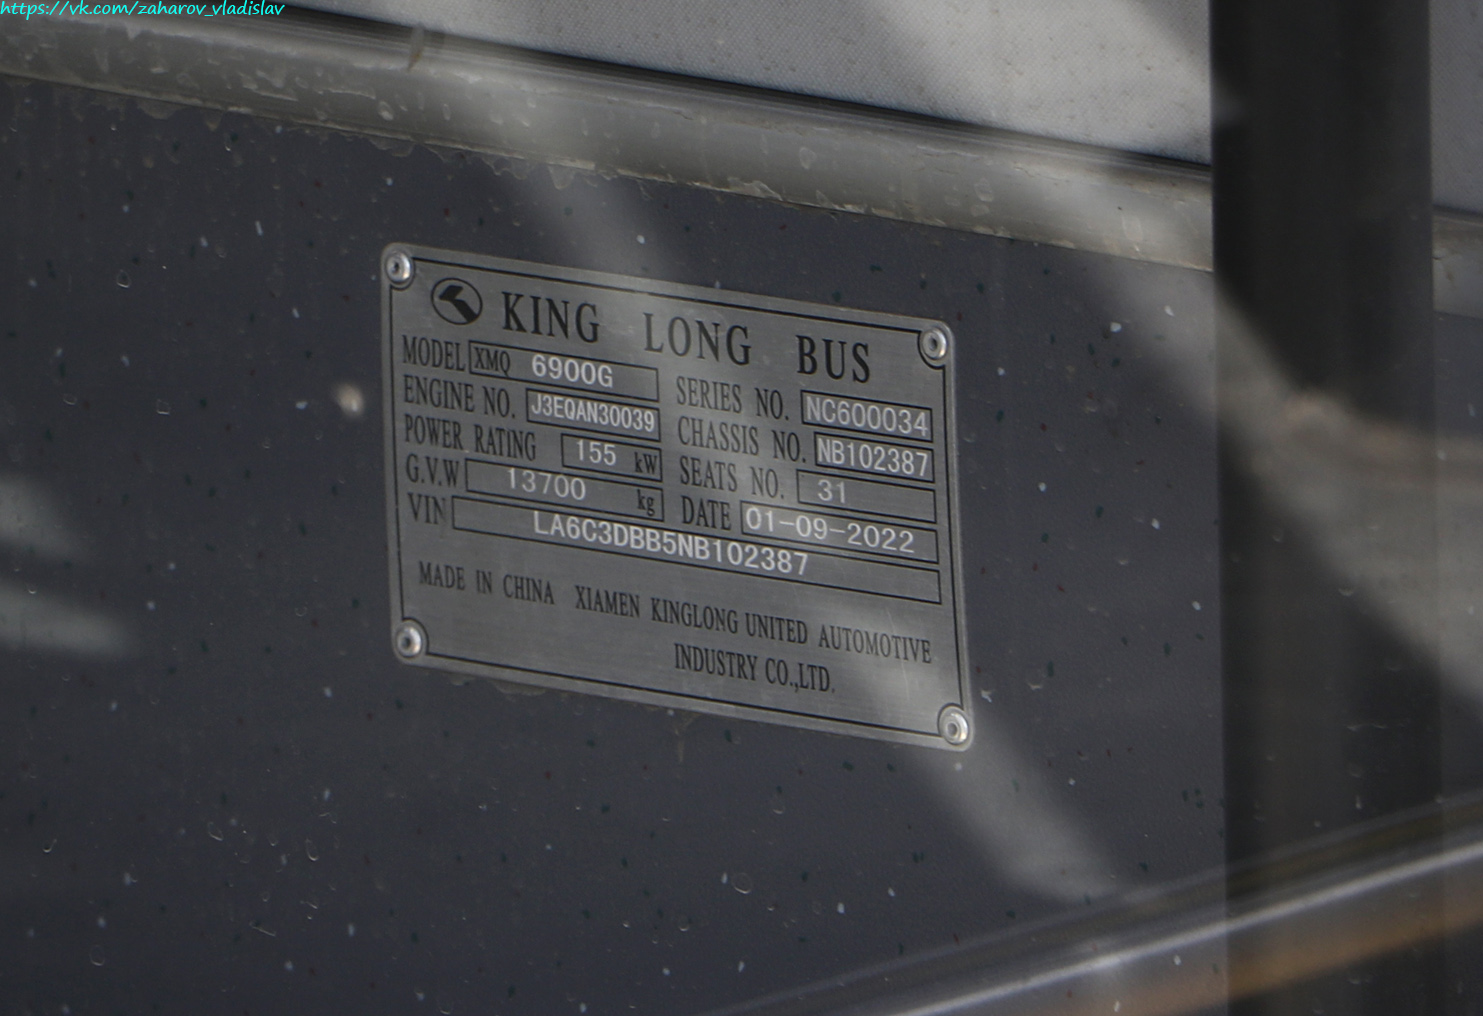 https://vk.com/zaharov_vladislav
KING LONG BUS
MODEL XMQ 6900G
SERIES NO. NC600034
ENGINE NO. J3EQAN30039
CHASSIS NO. NB102387
POWER RATING 155 kW
SEATS NO. 31
G.V.W 13700 kg
DATE 01-09-2022
VIN LA6C3DBB5NB102387
MADE IN CHINA XIAMEN KINGLONG UNITED AUTOMOTIVE
INDUSTRY CO.,LTD.